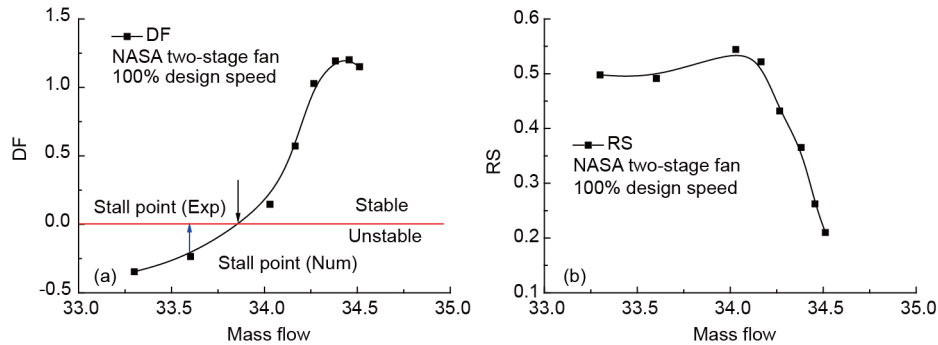 DF
NASA two-stage fan
100% design speed
1.5
1.0
0.5
0.0
-0.5
DF
Stall point (Exp)
Stable
Unstable
Stall point (Num)
(a)
33.0
33.5
34.0
34.5
35.0
Mass flow
RS
NASA two-stage fan
100% design speed
0.6
0.5
0.4
0.3
0.2
0.1
RS
(b)
33.0
33.5
34.0
34.5
35.0
Mass flow